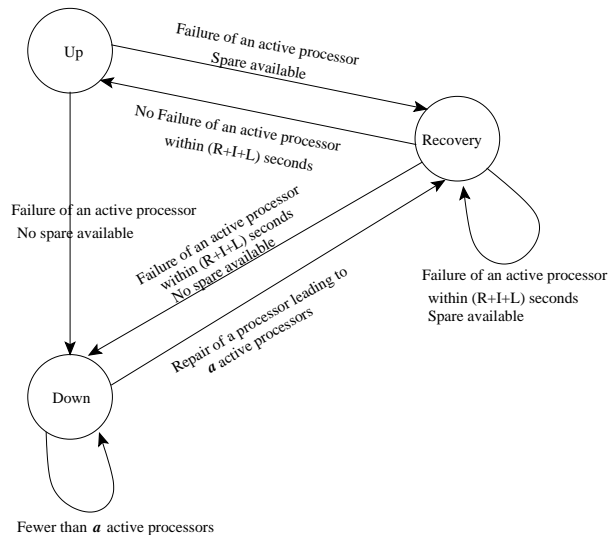 Up
Failure of an active processor
Spare available
No Failure of an active processor
within (R+I+L) seconds
Recovery
Failure of an active processor
No spare available
Failure of an active processor
within (R+I+L) seconds
No spare available
Repair of a processor leading to
a active processors
Failure of an active processor
within (R+I+L) seconds
Spare available
Down
Fewer than a active processors